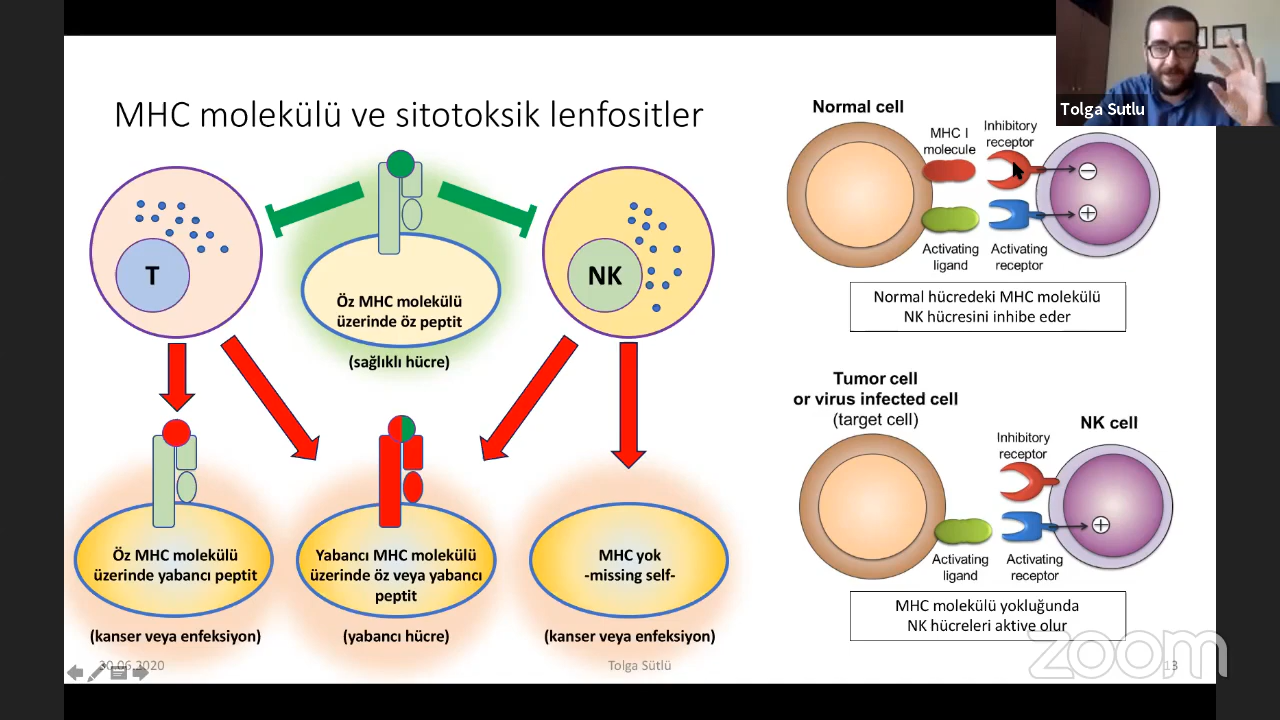 MHC molekülü ve sitotoksik lenfositler
T
NK
Öz MHC molekülü
üzerinde öz peptit
(sağlıklı hücre)
Öz MHC molekülü
üzerinde yabancı peptit
(kanser veya enfeksiyon)
Yabancı MHC molekülü
üzerinde öz veya yabancı
peptit
(yabancı hücre)
MHC yok
-missing self-
(kanser veya enfeksiyon)
Tolga Sutlu
Normal cell
MHC I
molecule
Inhibitory
receptor
Activating
ligand
Activating
receptor
Normal hücredeki MHC molekülü
NK hücresini inhibe eder
Tumor cell
or virus infected cell
(target cell)
NK cell
Inhibitory
receptor
Activating
ligand
Activating
receptor
MHC molekülü yokluğunda
NK hücreleri aktive olur
30.06.2020
Tolga Sütlü
13
zoom